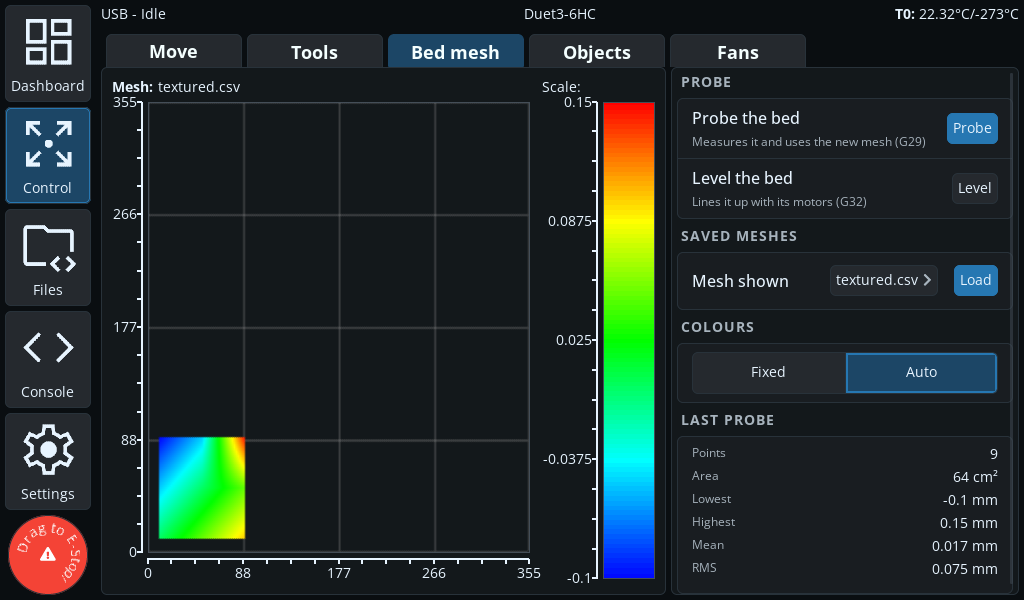 USB - Idle
Duet3-6HC
T0: 22.32°C/-273°C
Dashboard
Control
Files
Console
Settings
Drag to E-Stop!
Move
Tools
Bed mesh
Objects
Fans
Mesh: textured.csv
Scale:
355
266
177
88
0
0
88
177
266
355
0.15
0.0875
0.025
-0.0375
-0.1
PROBE
Probe the bed
Measures it and uses the new mesh (G29)
Probe
Level the bed
Lines it up with its motors (G32)
Level
SAVED MESHES
Mesh shown
textured.csv
Load
COLOURS
Fixed
Auto
LAST PROBE
Points 9
Area 64 cm²
Lowest -0.1 mm
Highest 0.15 mm
Mean 0.017 mm
RMS 0.075 mm